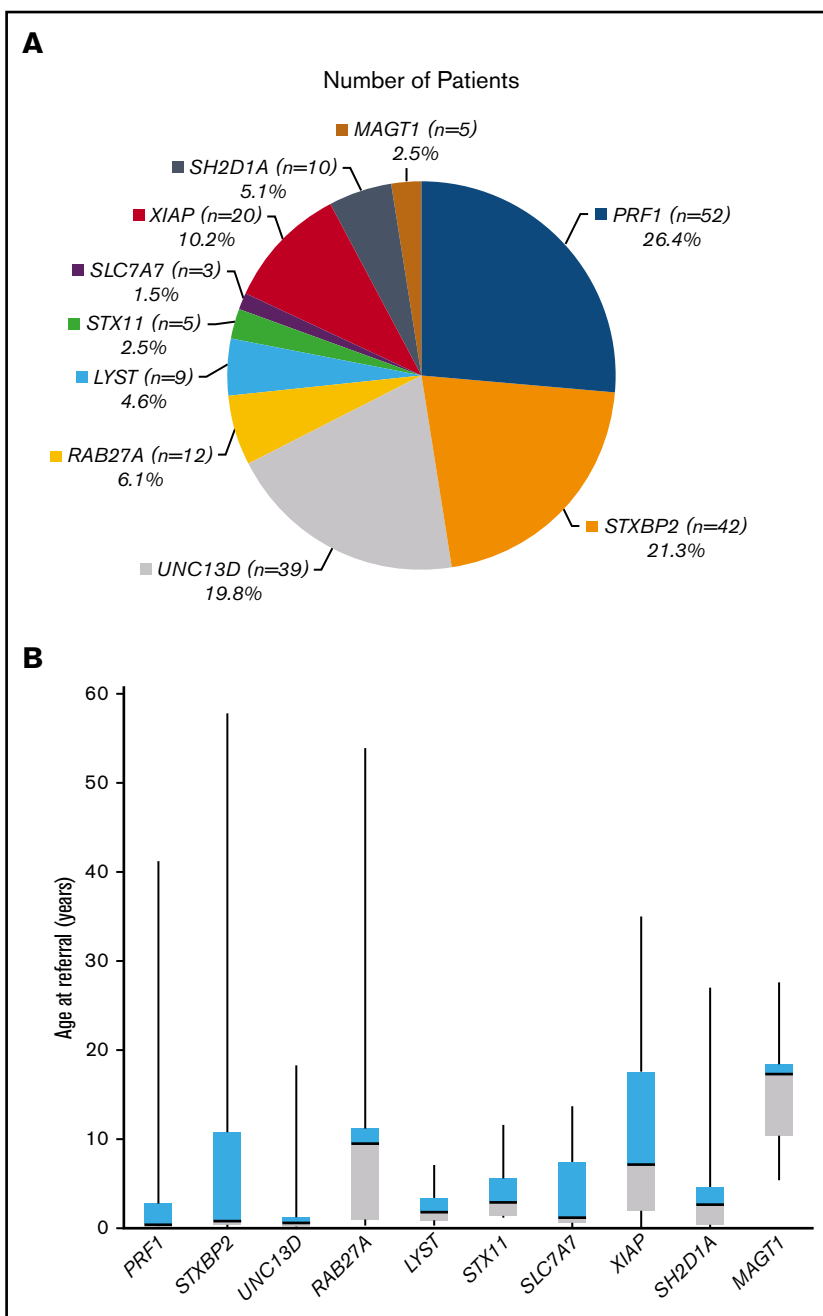 A
Number of Patients
MAGT1 (n=5)
2.5%
SH2D1A (n=10)
5.1%
XIAP (n=20)
10.2%
SLC7A7 (n=3)
1.5%
STX11 (n=5)
2.5%
LYST (n=9)
4.6%
RAB27A (n=12)
6.1%
UNC13D (n=39)
19.8%
PRF1 (n=52)
26.4%
STXBP2 (n=42)
21.3%
B
Age at referral (years)
60
50
40
30
20
10
0
PRF1
STXBP2
UNC13D
RAB27A
LYST
STX11
SLC7A7
XIAP
SH2D1A
MAGT1